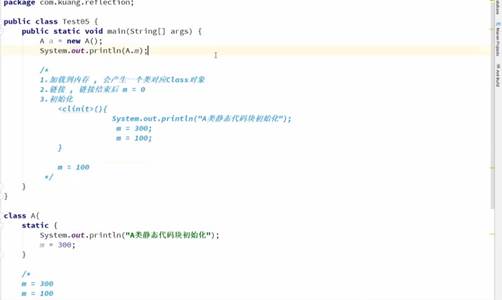 package com.kuang.reflection;
public class Test05 {
public static void main(String[] args) {
A a = new A();
System.out.println(A.m);
/*
1.加载到内存，会产生一个类对应Class对象
2.链接，链接结束后 m = 0
3.初始化
<clinit>(){
System.out.println("A类静态代码块初始化");
m = 300;
m = 100;
}
m = 100
*/
}
}
class A{
static {
System.out.println("A类静态代码块初始化");
m = 300;
}
/*
m = 300
m = 100